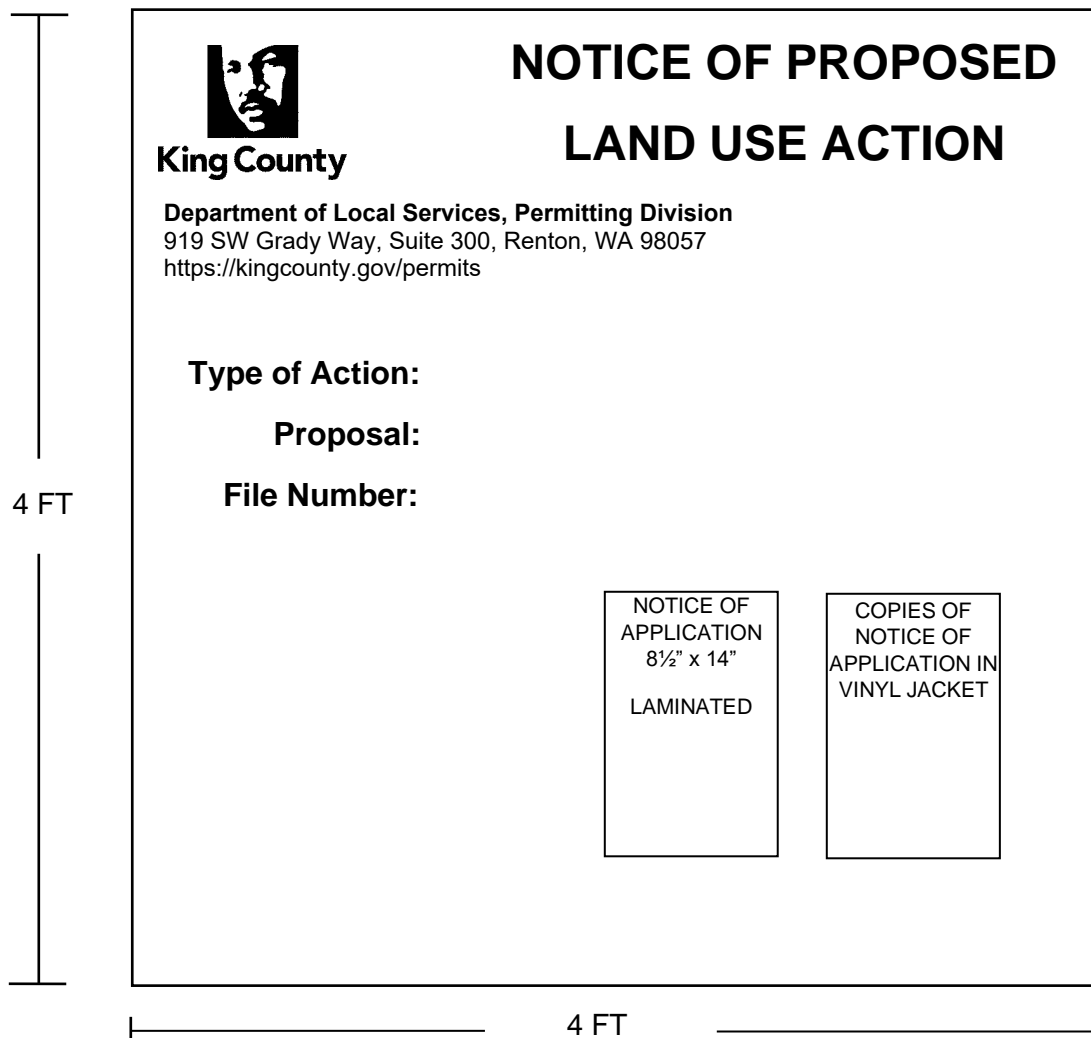 NOTICE OF PROPOSED
LAND USE ACTION
King County
Department of Local Services, Permitting Division
919 SW Grady Way, Suite 300, Renton, WA 98057
https://kingcounty.gov/permits
Type of Action:
Proposal:
File Number:
4 FT
NOTICE OF
APPLICATION
8½” x 14”
LAMINATED
COPIES OF
NOTICE OF
APPLICATION IN
VINYL JACKET
4 FT